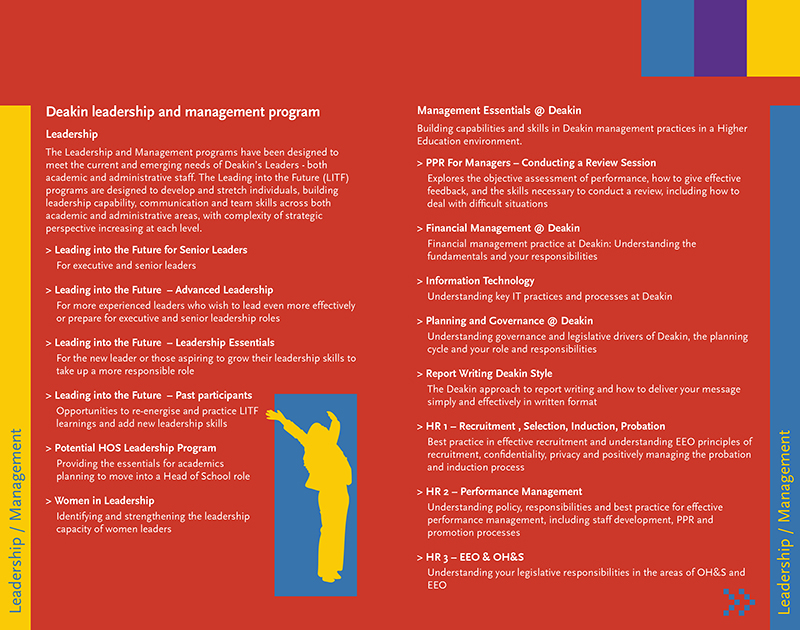 Deakin leadership and management program
Leadership
The Leadership and Management programs have been designed to
meet the current and emerging needs of Deakin's Leaders - both
academic and administrative staff. The Leading into the Future (LITF)
programs are designed to develop and stretch individuals, building
leadership capability, communication and team skills across both
academic and administrative areas, with complexity of strategic
perspective increasing at each level.
> Leading into the Future for Senior Leaders
For executive and senior leaders
> Leading into the Future – Advanced Leadership
For more experienced leaders who wish to lead even more effectively
or prepare for executive and senior leadership roles
> Leading into the Future – Leadership Essentials
For the new leader or those aspiring to grow their leadership skills to
take up a more responsible role
> Leading into the Future – Past participants
Opportunities to re-energise and practice LITF
learnings and add new leadership skills
> Potential HOS Leadership Program
Providing the essentials for academics
planning to move into a Head of School role
> Women in Leadership
Identifying and strengthening the leadership
capacity of women leaders
Leadership / Management
Management Essentials @ Deakin
Building capabilities and skills in Deakin management practices in a Higher
Education environment.
> PPR For Managers – Conducting a Review Session
Explores the objective assessment of performance, how to give effective
feedback, and the skills necessary to conduct a review, including how to
deal with difficult situations
> Financial Management @ Deakin
Financial management practice at Deakin: Understanding the
fundamentals and your responsibilities
> Information Technology
Understanding key IT practices and processes at Deakin
> Planning and Governance @ Deakin
Understanding governance and legislative drivers of Deakin, the planning
cycle and your role and responsibilities
> Report Writing Deakin Style
The Deakin approach to report writing and how to deliver your message
simply and effectively in written format
> HR 1 – Recruitment , Selection, Induction, Probation
Best practice in effective recruitment and understanding EEO principles of
recruitment, confidentiality, privacy and positively managing the probation
and induction process
> HR 2 – Performance Management
Understanding policy, responsibilities and best practice for effective
performance management, including staff development, PPR and
promotion processes
> HR 3 – EEO & OH&S
Understanding your legislative responsibilities in the areas of OH&S and
EEO
Leadership / Management